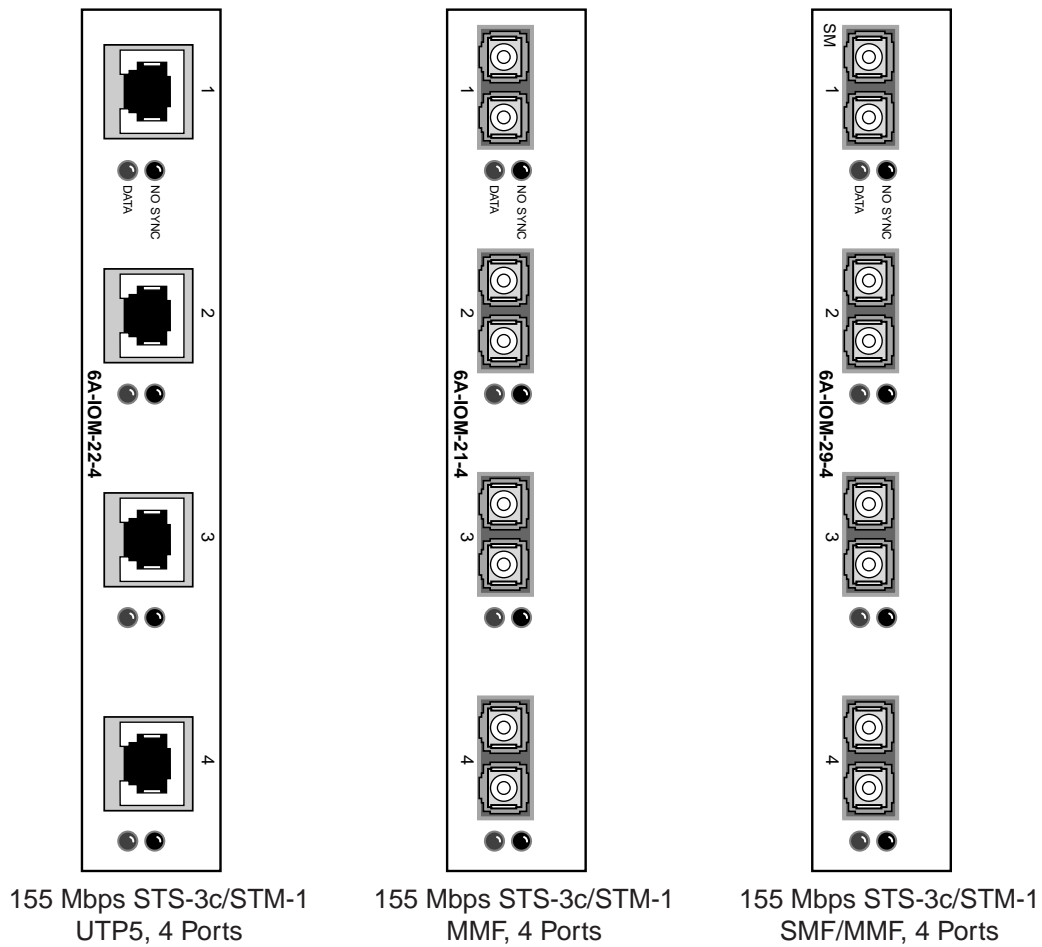 1
DATA
NO SYNC
2
6A-IOM-22-4
3
4
155 Mbps STS-3c/STM-1
UTP5, 4 Ports
1
DATA
NO SYNC
2
6A-IOM-21-4
3
4
155 Mbps STS-3c/STM-1
MMF, 4 Ports
SM
1
DATA
NO SYNC
2
6A-IOM-29-4
3
4
155 Mbps STS-3c/STM-1
SMF/MMF, 4 Ports